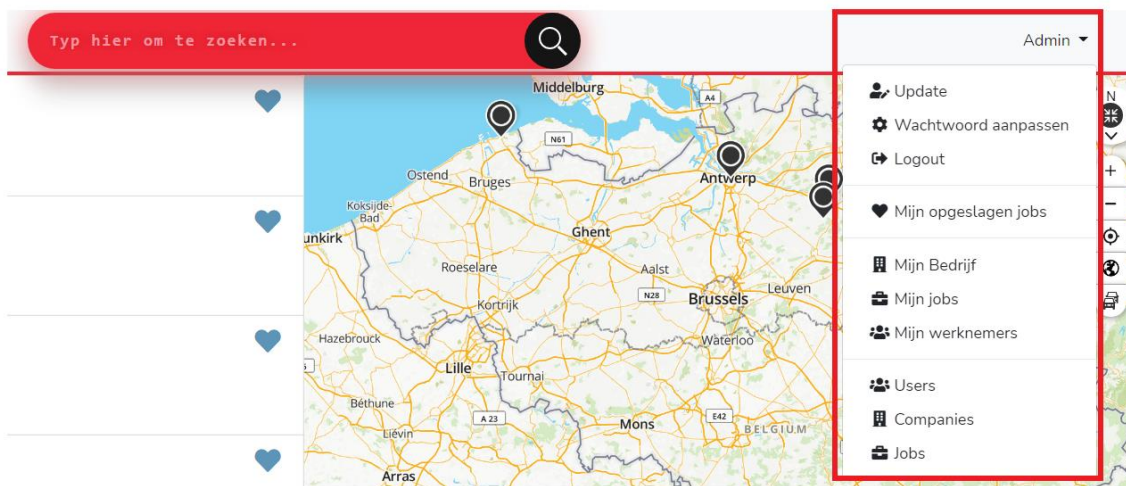 Typ hier om te zoeken...
Admin
Update
Wachtwoord aanpassen
Logout
Mijn opgeslagen jobs
Mijn Bedrijf
Mijn jobs
Mijn werknemers
Users
Companies
Jobs
N
+
−
Middelburg
A4
N61
Antwerp
Ostend
Bruges
Koksijde-
Bad
unkirk
Ghent
Roeselare
Aalst
N28
Brussels
Leuven
Kortrijk
Hazebrouck
Waterloo
Lille
Tournai
Béthune
A 23
Mons
E42
BELGIUM
Liévin
Arras